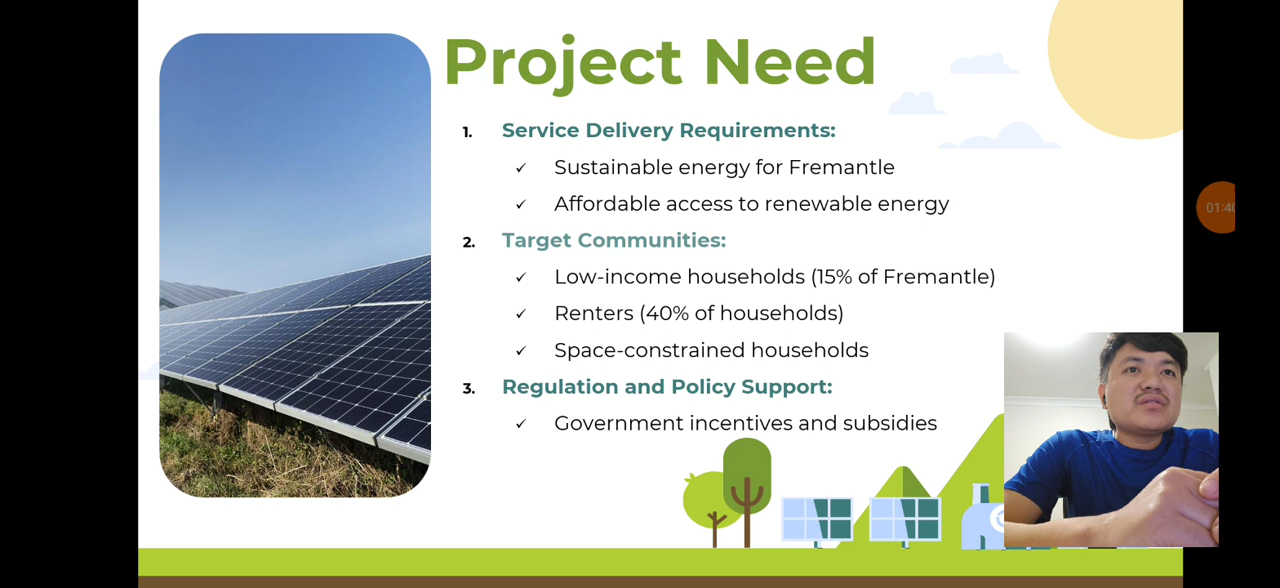 Project Need
1. Service Delivery Requirements:
✓ Sustainable energy for Fremantle
✓ Affordable access to renewable energy
2. Target Communities:
✓ Low-income households (15% of Fremantle)
✓ Renters (40% of households)
✓ Space-constrained households
3. Regulation and Policy Support:
✓ Government incentives and subsidies
01:40